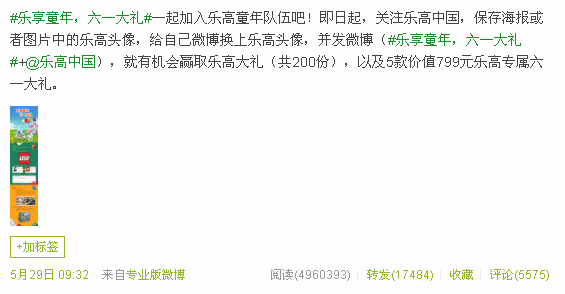 #乐享童年，六一大礼#一起加入乐高童年队伍吧！即日起，关注乐高中国，保存海报或
者图片中的乐高头像，给自己微博换上乐高头像，并发微博（#乐享童年，六一大礼
#+@乐高中国），就有机会赢取乐高大礼（共200份），以及5款价值799元乐高专属六
一大礼。
LEGO
+加标签
5月29日 09:32 来自专业版微博 阅读(4960393) 转发(17484) 收藏 评论(5575)